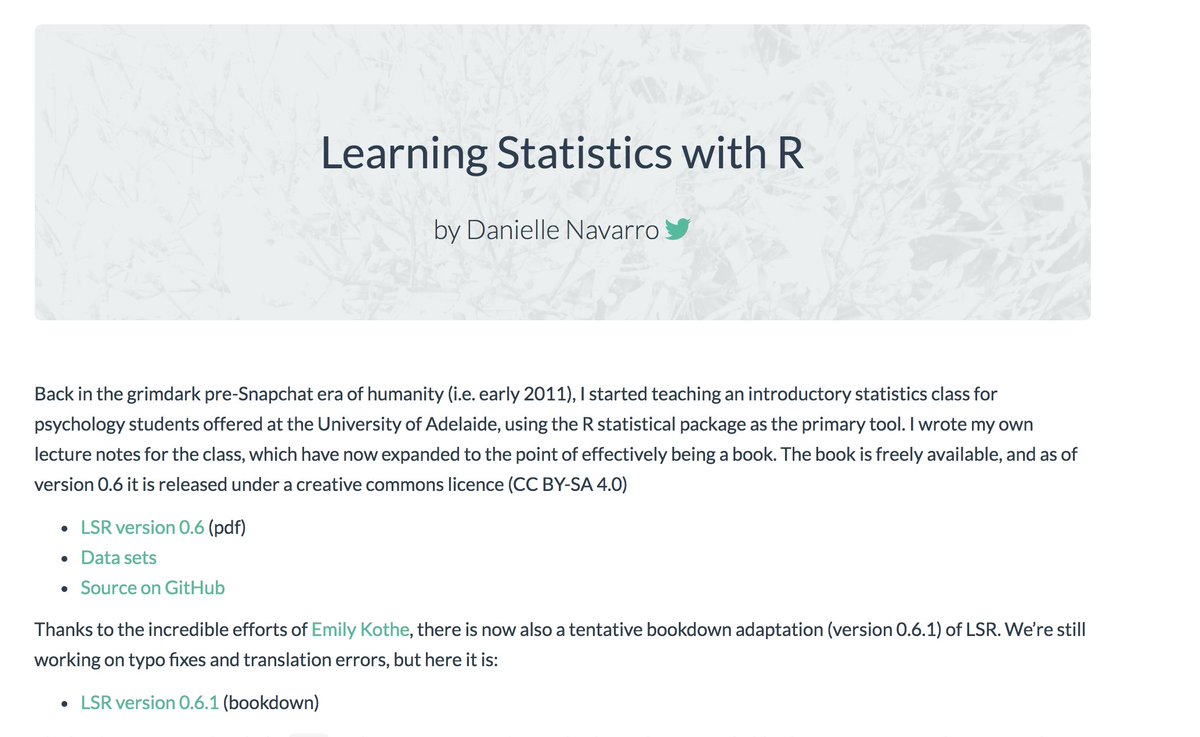 Learning Statistics with R
by Danielle Navarro
Back in the grimdark pre-Snapchat era of humanity (i.e. early 2011), I started teaching an introductory statistics class for
psychology students offered at the University of Adelaide, using the R statistical package as the primary tool. I wrote my own
lecture notes for the class, which have now expanded to the point of effectively being a book. The book is freely available, and as of
version 0.6 it is released under a creative commons licence (CC BY-SA 4.0)
• LSR version 0.6 (pdf)
• Data sets
• Source on GitHub
Thanks to the incredible efforts of Emily Kothe, there is now also a tentative bookdown adaptation (version 0.6.1) of LSR. We're still
working on typo fixes and translation errors, but here it is:
• LSR version 0.6.1 (bookdown)